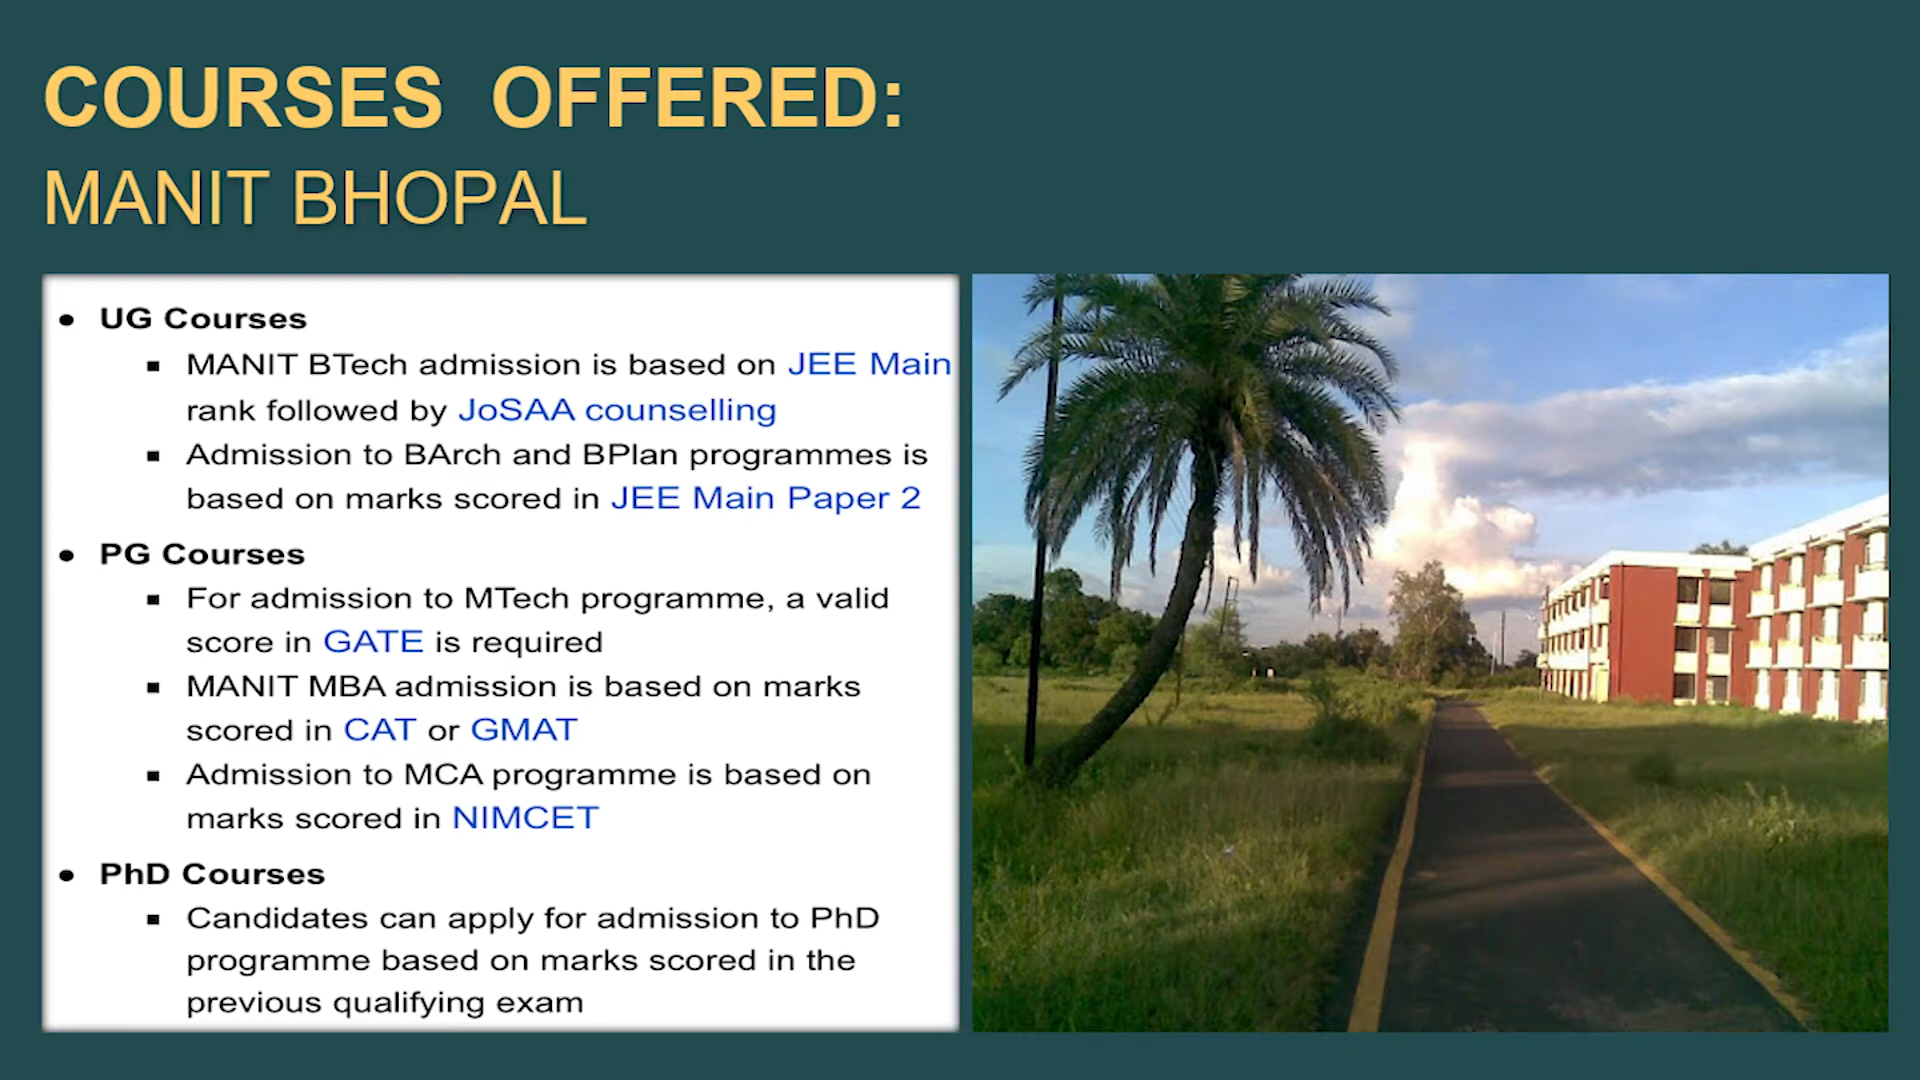 COURSES OFFERED:
MANIT BHOPAL
• UG Courses
▪ MANIT BTech admission is based on JEE Main
rank followed by JoSAA counselling
▪ Admission to BArch and BPlan programmes is
based on marks scored in JEE Main Paper 2
• PG Courses
▪ For admission to MTech programme, a valid
score in GATE is required
▪ MANIT MBA admission is based on marks
scored in CAT or GMAT
▪ Admission to MCA programme is based on
marks scored in NIMCET
• PhD Courses
▪ Candidates can apply for admission to PhD
programme based on marks scored in the
previous qualifying exam